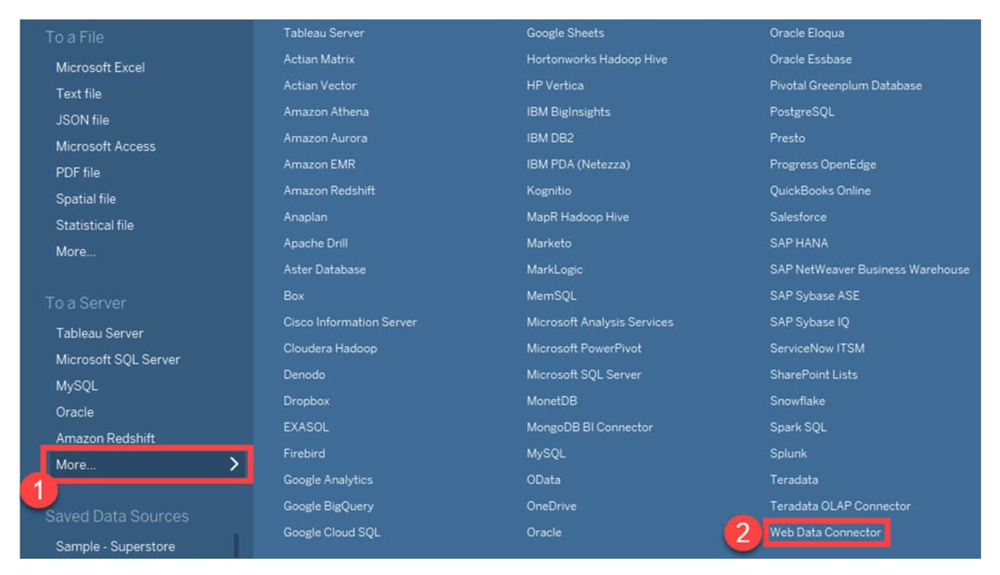 To a File
Microsoft Excel
Text file
JSON file
Microsoft Access
PDF file
Spatial file
Statistical file
More...
To a Server
Tableau Server
Microsoft SQL Server
MySQL
Oracle
Amazon Redshift
More...
1
Saved Data Sources
Sample - Superstore
Tableau Server
Actian Matrix
Actian Vector
Amazon Athena
Amazon Aurora
Amazon EMR
Amazon Redshift
Anaplan
Apache Drill
Aster Database
Box
Cisco Information Server
Cloudera Hadoop
Denodo
Dropbox
EXASOL
Firebird
Google Analytics
Google BigQuery
Google Cloud SQL
Google Sheets
Hortonworks Hadoop Hive
HP Vertica
IBM BigInsights
IBM DB2
IBM PDA (Netezza)
Kognitio
MapR Hadoop Hive
Marketo
MarkLogic
MemSQL
Microsoft Analysis Services
Microsoft PowerPivot
Microsoft SQL Server
MonetDB
MongoDB BI Connector
MySQL
OData
OneDrive
Oracle
Oracle Eloqua
Oracle Essbase
Pivotal Greenplum Database
PostgreSQL
Presto
Progress OpenEdge
QuickBooks Online
Salesforce
SAP HANA
SAP NetWeaver Business Warehouse
SAP Sybase ASE
SAP Sybase IQ
ServiceNow ITSM
SharePoint Lists
Snowflake
Spark SQL
Splunk
Teradata
Teradata OLAP Connector
2
Web Data Connector